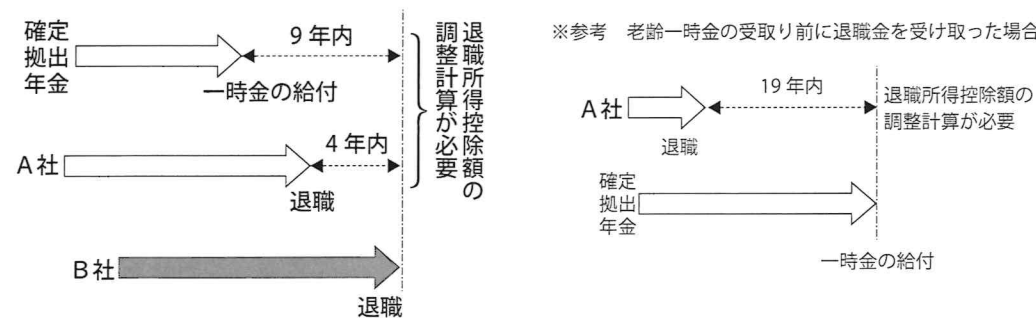 確定
拠出
年金
9年内
一時金の給付
A社
4年内
退職
B社
退職
退職所得控除額の
調整計算が必要
※参考　老齢一時金の受取り前に退職金を受け取った場合
A社
19年内
退職
退職所得控除額の
調整計算が必要
確定
拠出
年金
一時金の給付